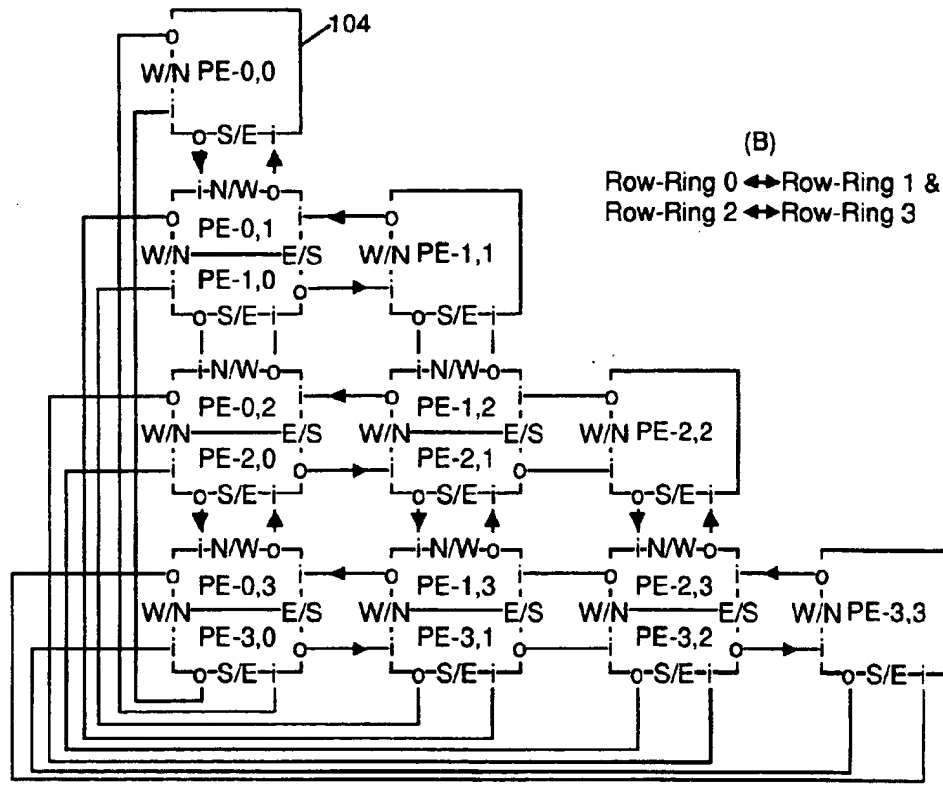 104
o
W/N PE-0,0
i
o S/E i
(B)
Row-Ring 0 ↔ Row-Ring 1 &
Row-Ring 2 ↔ Row-Ring 3
i N/W o
o PE-0,1 i o
W/N E/S W/N PE-1,1
i PE-1,0 o i
o S/E i o S/E i
i N/W o i N/W o
o PE-0,2 i o PE-1,2 i o
W/N E/S W/N E/S W/N PE-2,2
i PE-2,0 o i PE-2,1 o i
o S/E i o S/E i o S/E i
i N/W o i N/W o i N/W o
o PE-0,3 i o PE-1,3 i o PE-2,3 i o
W/N E/S W/N E/S W/N E/S W/N PE-3,3
i PE-3,0 o i PE-3,1 o i PE-3,2 o i
o S/E i o S/E i o S/E i o S/E i